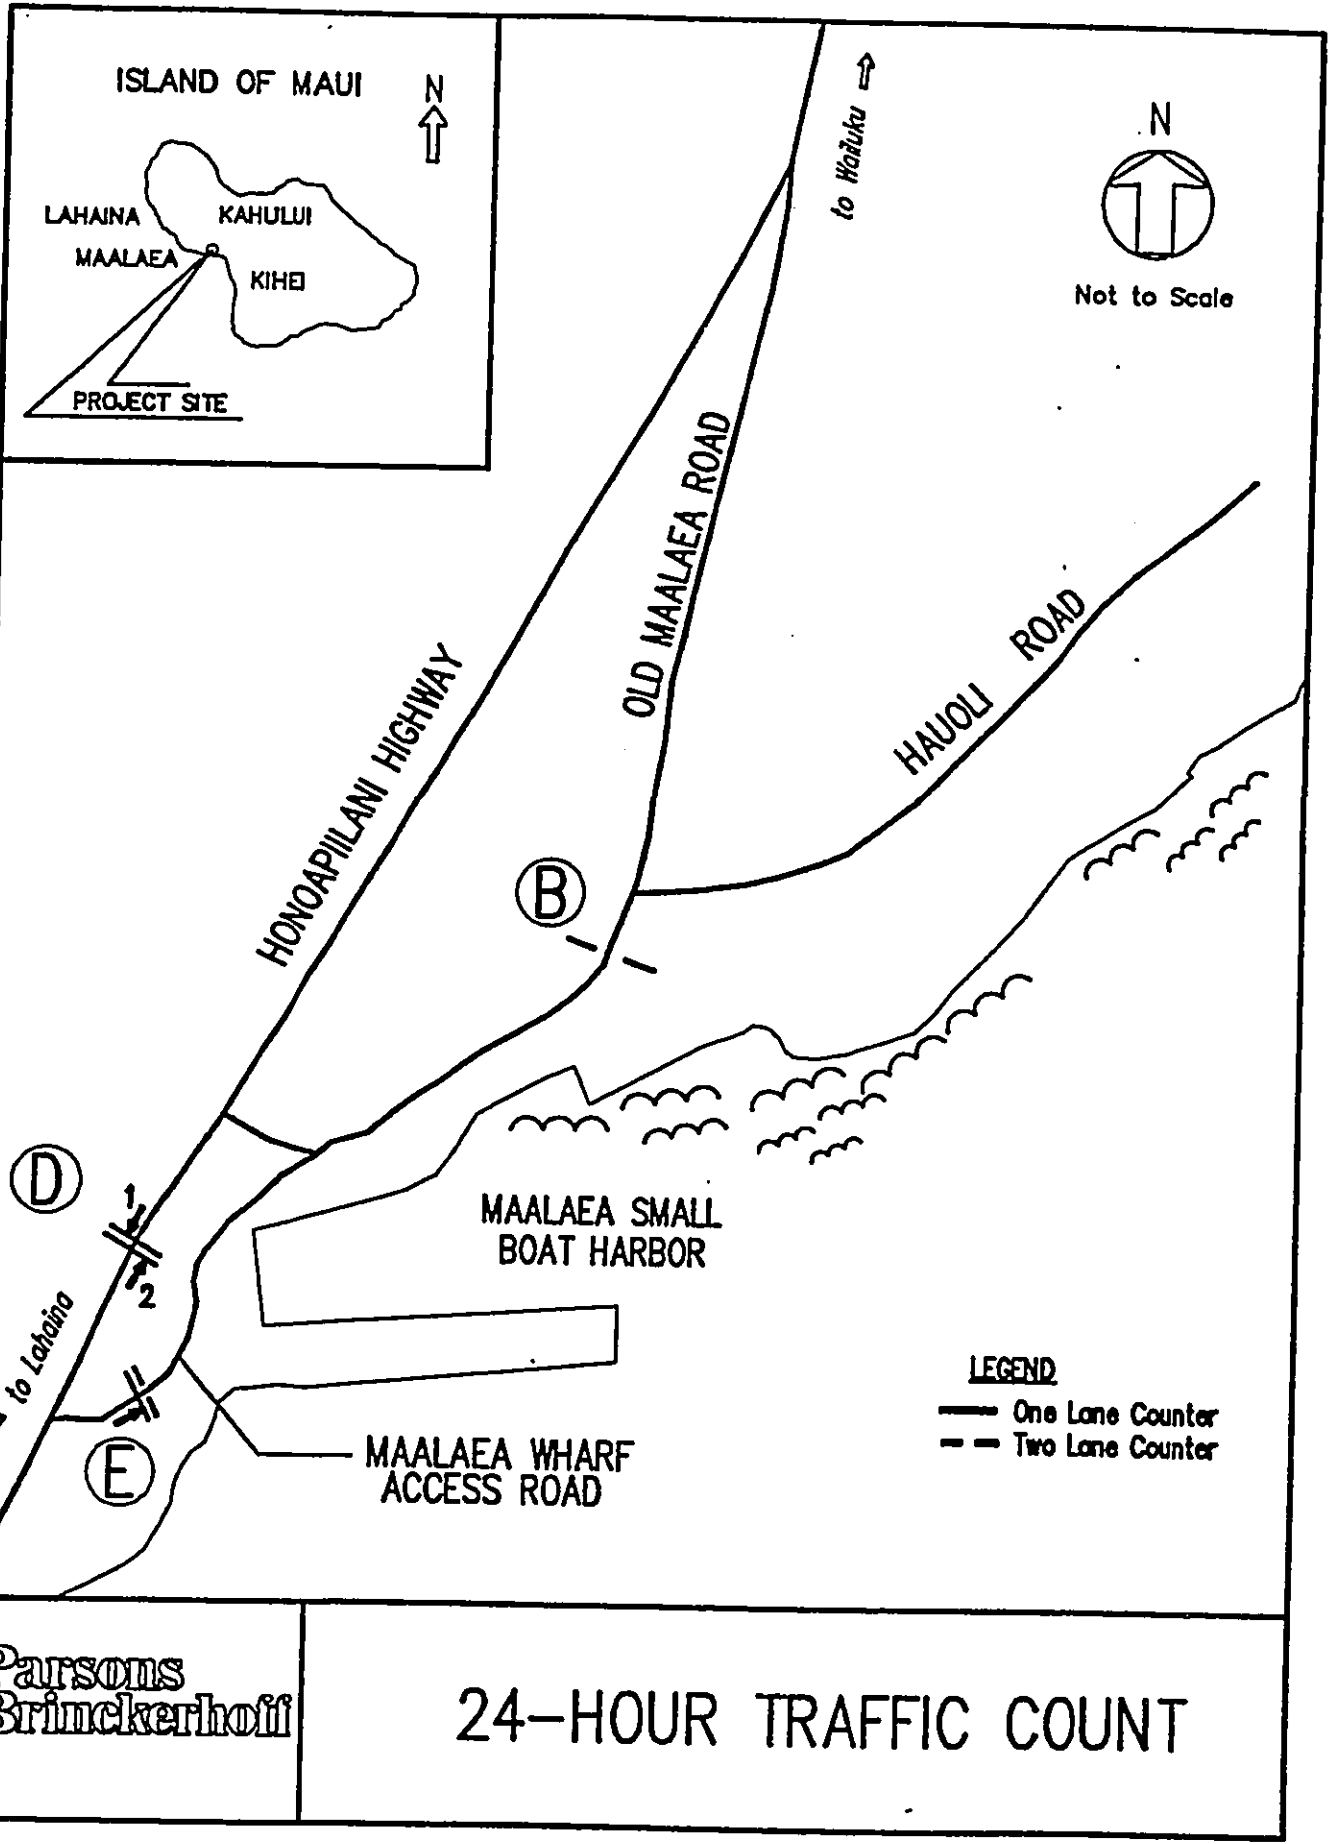 ISLAND OF MAUI
N
LAHAINA
KAHULUI
MAALAEA
KIHEI
PROJECT SITE
to Wailuku
N
Not to Scale
OLD MAALAEA ROAD
HAUOLI ROAD
HONOAPIILANI HIGHWAY
B
D
1
2
to Lahaina
MAALAEA SMALL
BOAT HARBOR
E
MAALAEA WHARF
ACCESS ROAD
LEGEND
One Lane Counter
Two Lane Counter
Parsons
Brinckerhoff
24-HOUR TRAFFIC COUNT